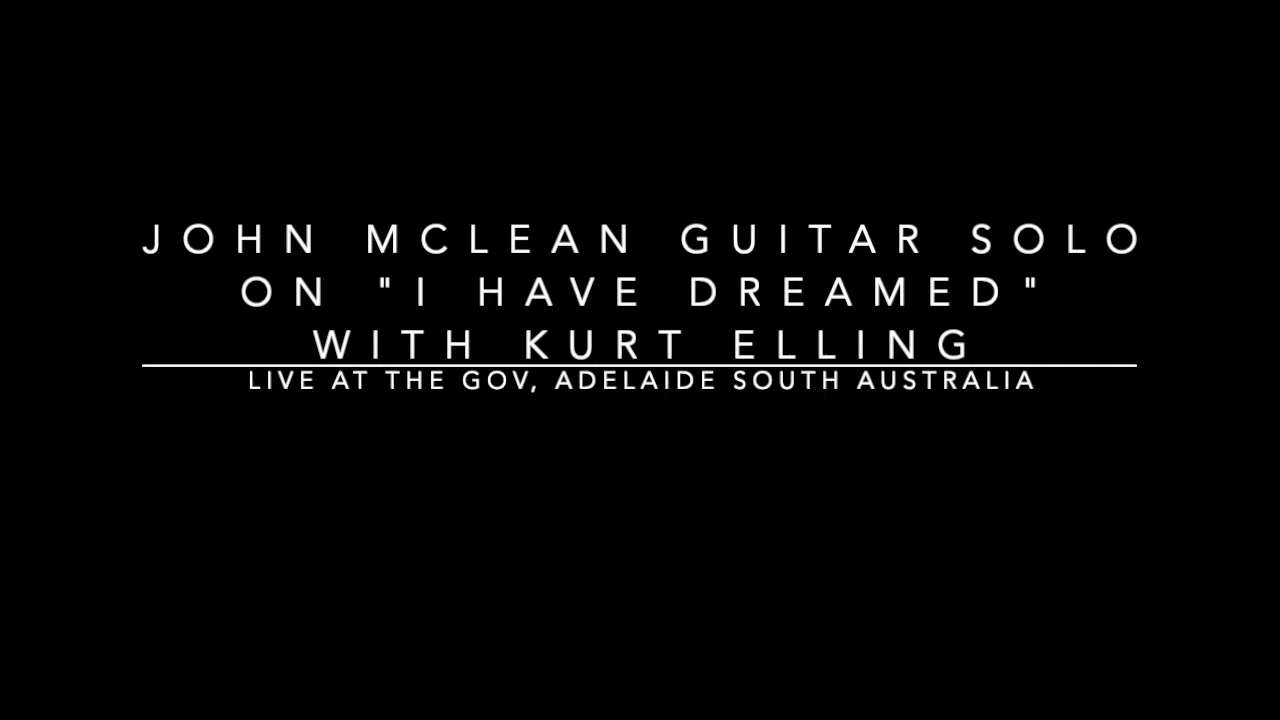 JOHN MCLEAN GUITAR SOLO
ON "I HAVE DREAMED"
WITH KURT ELLING
LIVE AT THE GOV, ADELAIDE SOUTH AUSTRALIA